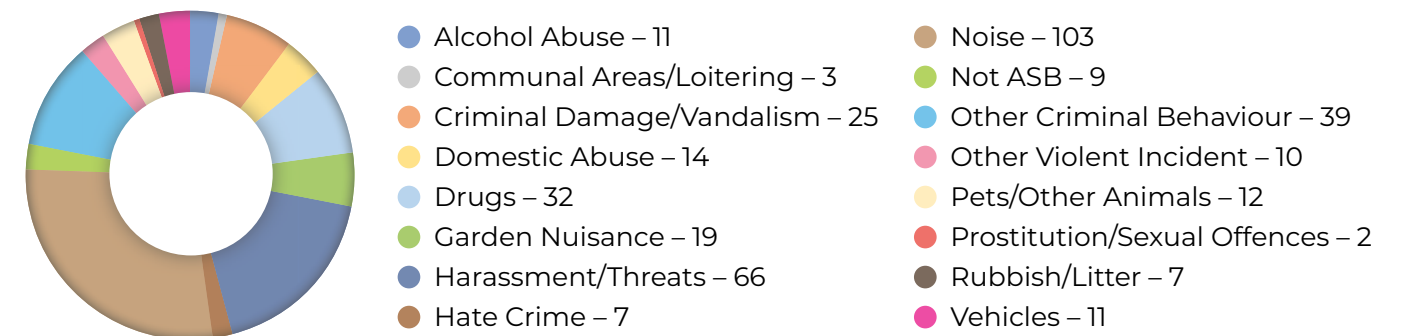 Alcohol Abuse – 11
Communal Areas/Loitering – 3
Criminal Damage/Vandalism – 25
Domestic Abuse – 14
Drugs – 32
Garden Nuisance – 19
Harassment/Threats – 66
Hate Crime – 7
Noise – 103
Not ASB – 9
Other Criminal Behaviour – 39
Other Violent Incident – 10
Pets/Other Animals – 12
Prostitution/Sexual Offences – 2
Rubbish/Litter – 7
Vehicles – 11